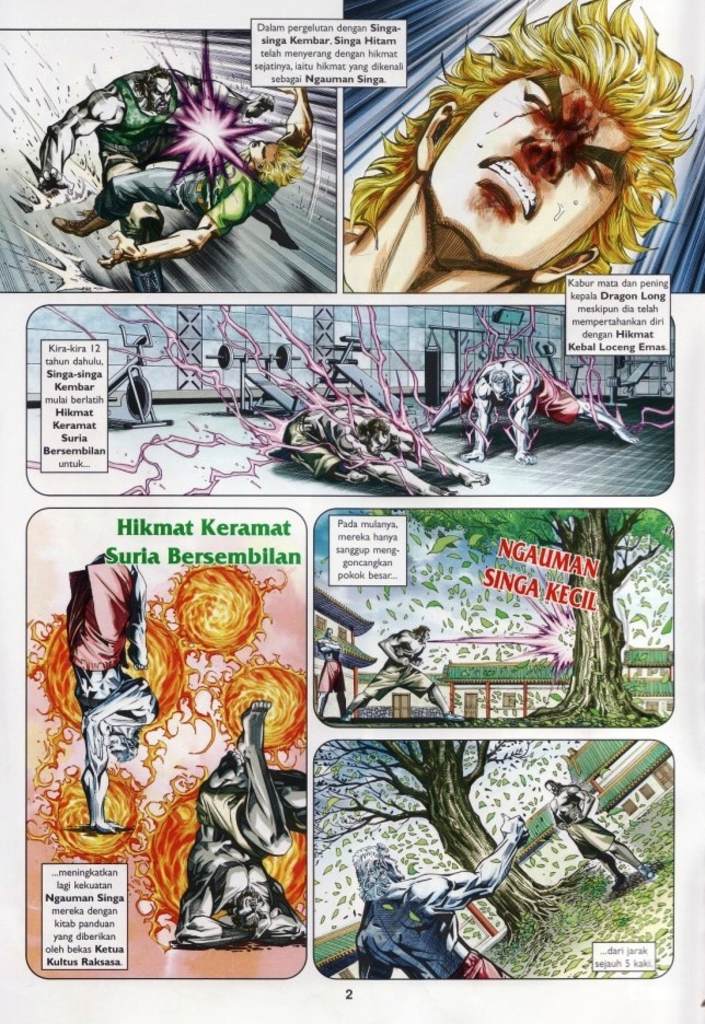 Dalam pergelutan dengan Singa-
singa Kembar, Singa Hitam
telah menyerang dengan hikmat
sejatinya, iaitu hikmat yang dikenali
sebagai Ngauman Singa.
Kabur mata dan pening
kepala Dragon Long
meskipun dia telah
mempertahankan diri
dengan Hikmat
Kebal Loceng Emas.
Kira-kira 12
tahun dahulu,
Singa-singa
Kembar
mula berlatih
Hikmat
Keramat
Suria
Bersembilan
untuk...
Hikmat Keramat
Suria Bersembilan
...meningkatkan
lagi kekuatan
Ngauman Singa
mereka dengan
kitab panduan
yang diberikan
oleh bekas Ketua
Kultus Raksasa.
Pada mulanya,
mereka hanya
sanggup meng-
goncangkan
pokok besar...
NGAUMAN
SINGA KECIL
...dari jarak
sejauh 5 kaki.
2